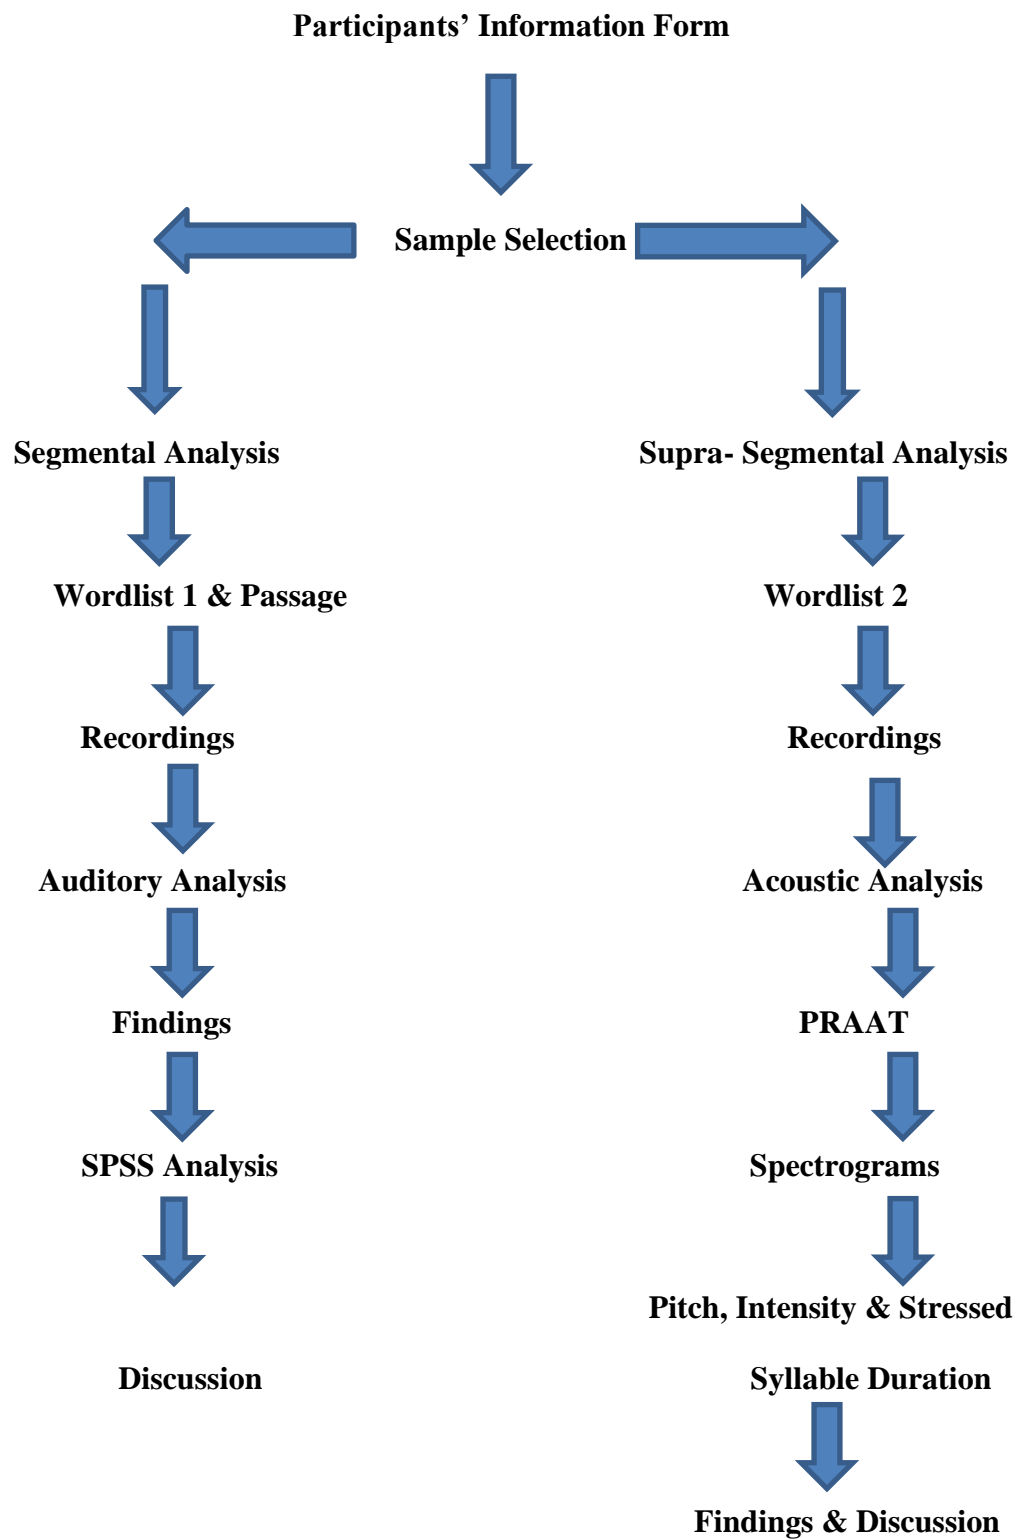 Participants’ Information Form
Sample Selection
Segmental Analysis
Supra- Segmental Analysis
Wordlist 1 & Passage
Wordlist 2
Recordings
Recordings
Auditory Analysis
Acoustic Analysis
Findings
PRAAT
SPSS Analysis
Spectrograms
Pitch, Intensity & Stressed
Discussion
Syllable Duration
Findings & Discussion